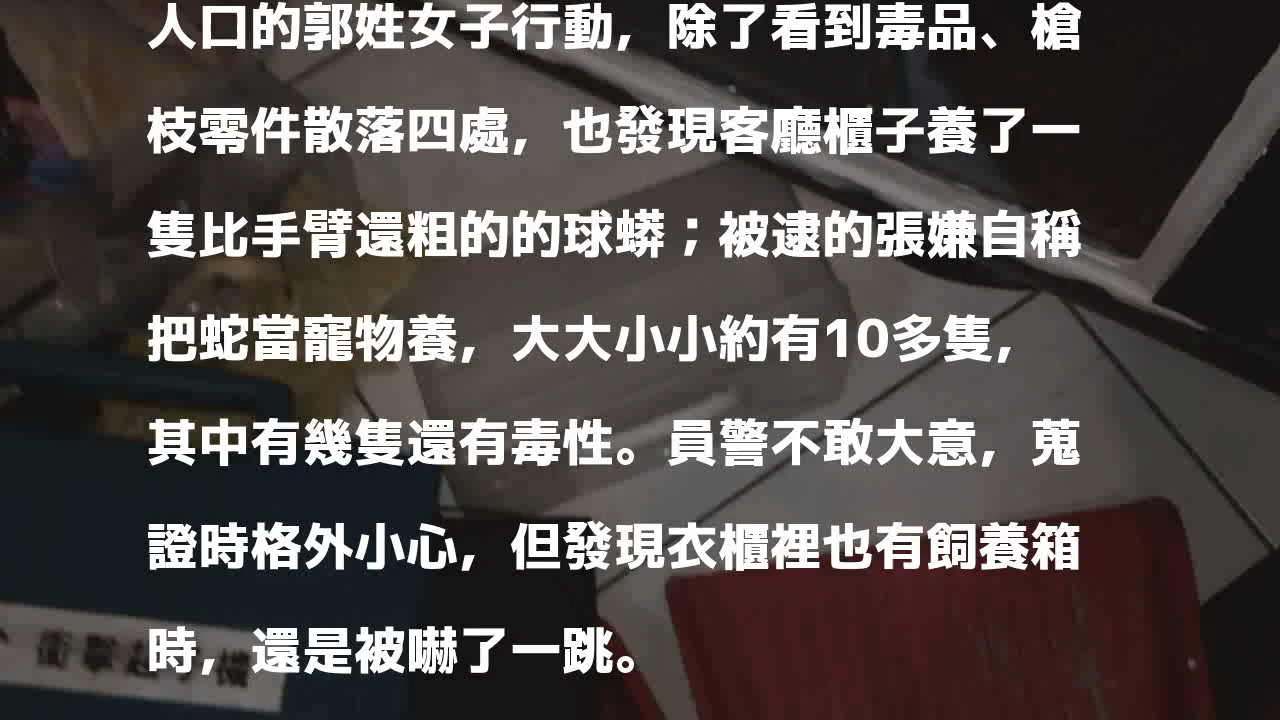 人口的郭姓女子行動，除了看到毒品、槍
枝零件散落四處，也發現客廳櫃子養了一
隻比手臂還粗的的球蟒；被逮的張嫌自稱
把蛇當寵物養，大大小小約有10多隻，
其中有幾隻還有毒性。員警不敢大意，蒐
證時格外小心，但發現衣櫃裡也有飼養箱
時，還是被嚇了一跳。